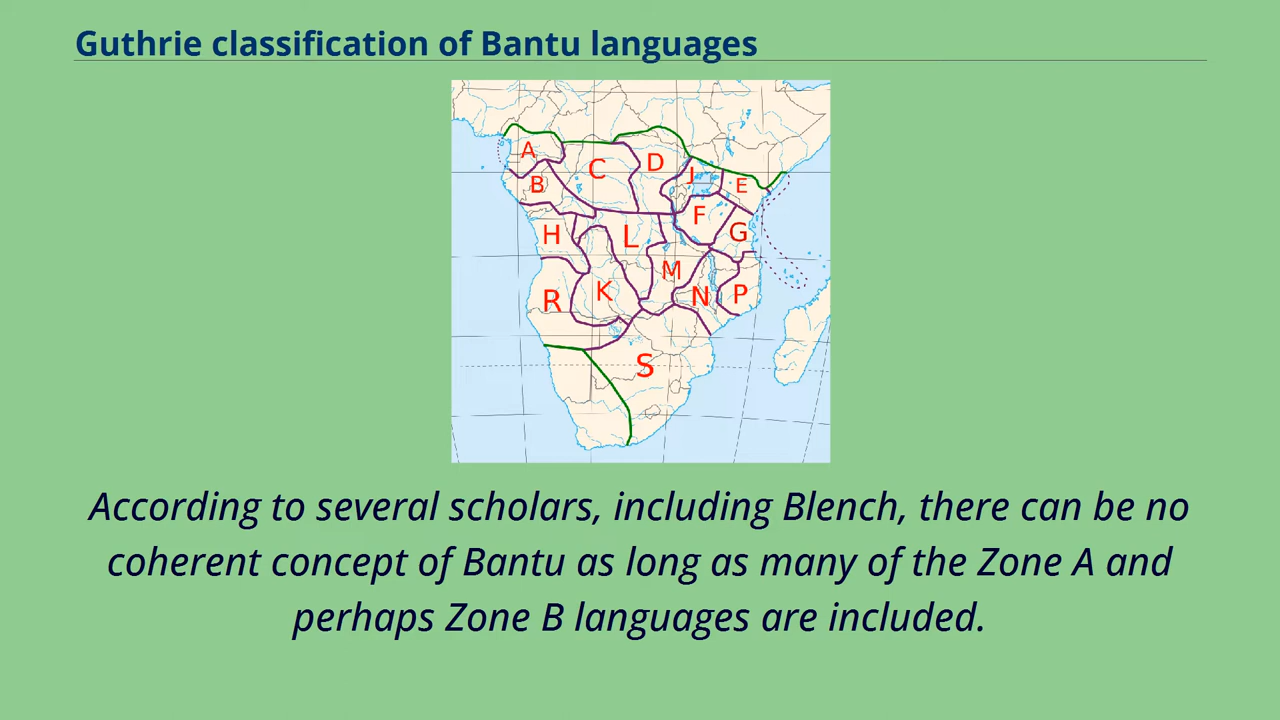 Guthrie classification of Bantu languages
A
C
D
J
B
E
F
H
L
G
M
R
K
N
P
S
According to several scholars, including Blench, there can be no
coherent concept of Bantu as long as many of the Zone A and
perhaps Zone B languages are included.